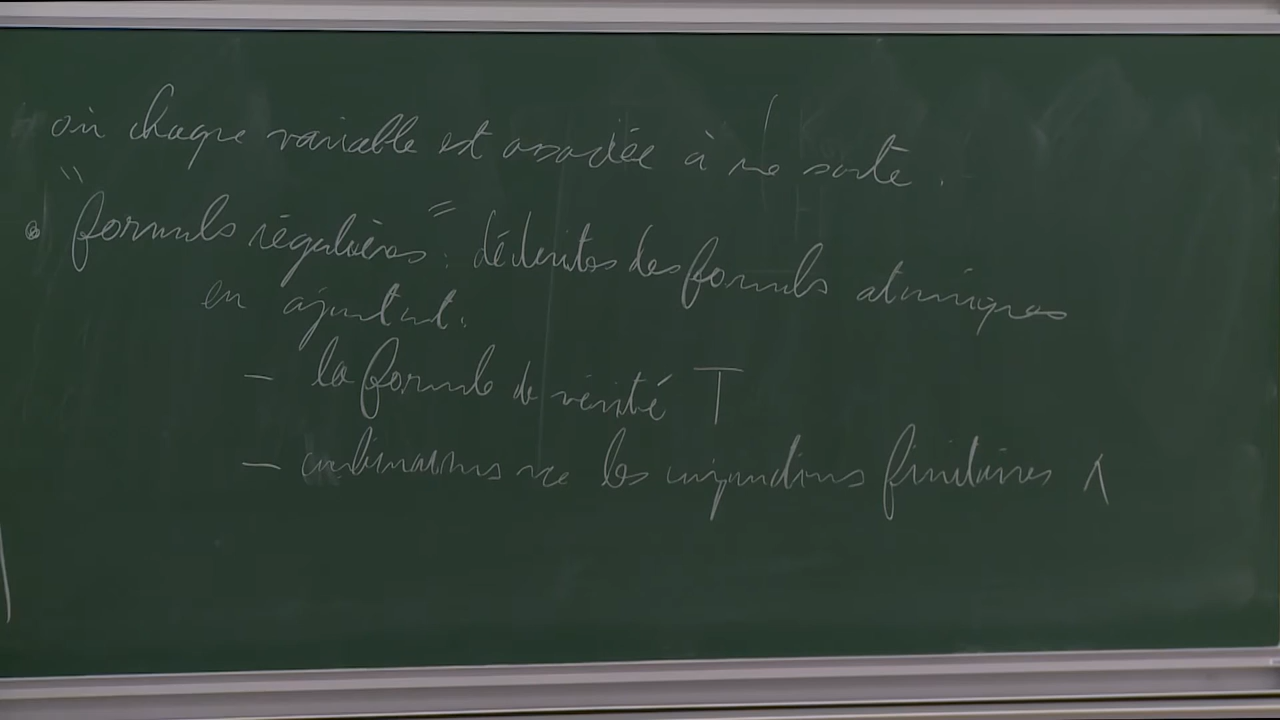 où chaque variable est associée à une sorte.
• "formules régulières" : déduites des formules atomiques
en ajoutant :
– la formule de vérité ⊤
– combinaisons avec les conjonctions finitaires ∧